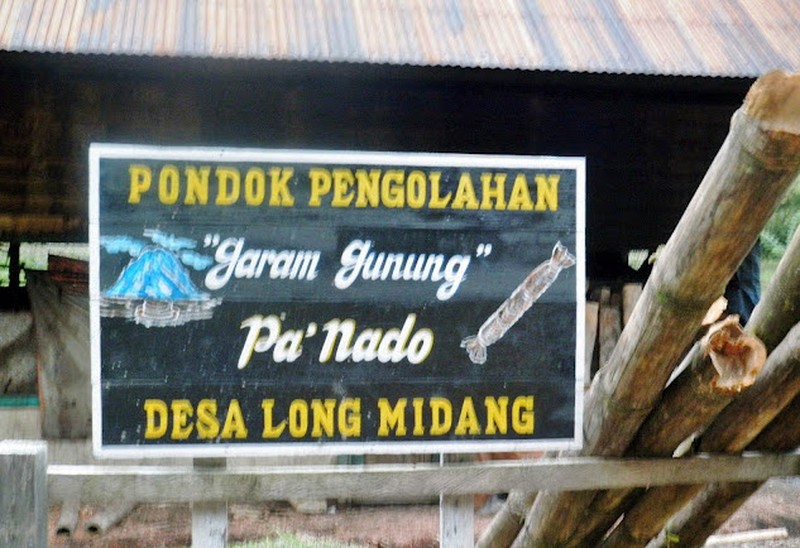 PONDOK PENGOLAHAN
"Garam Gunung"
Pa' Nado
DESA LONG MIDANG